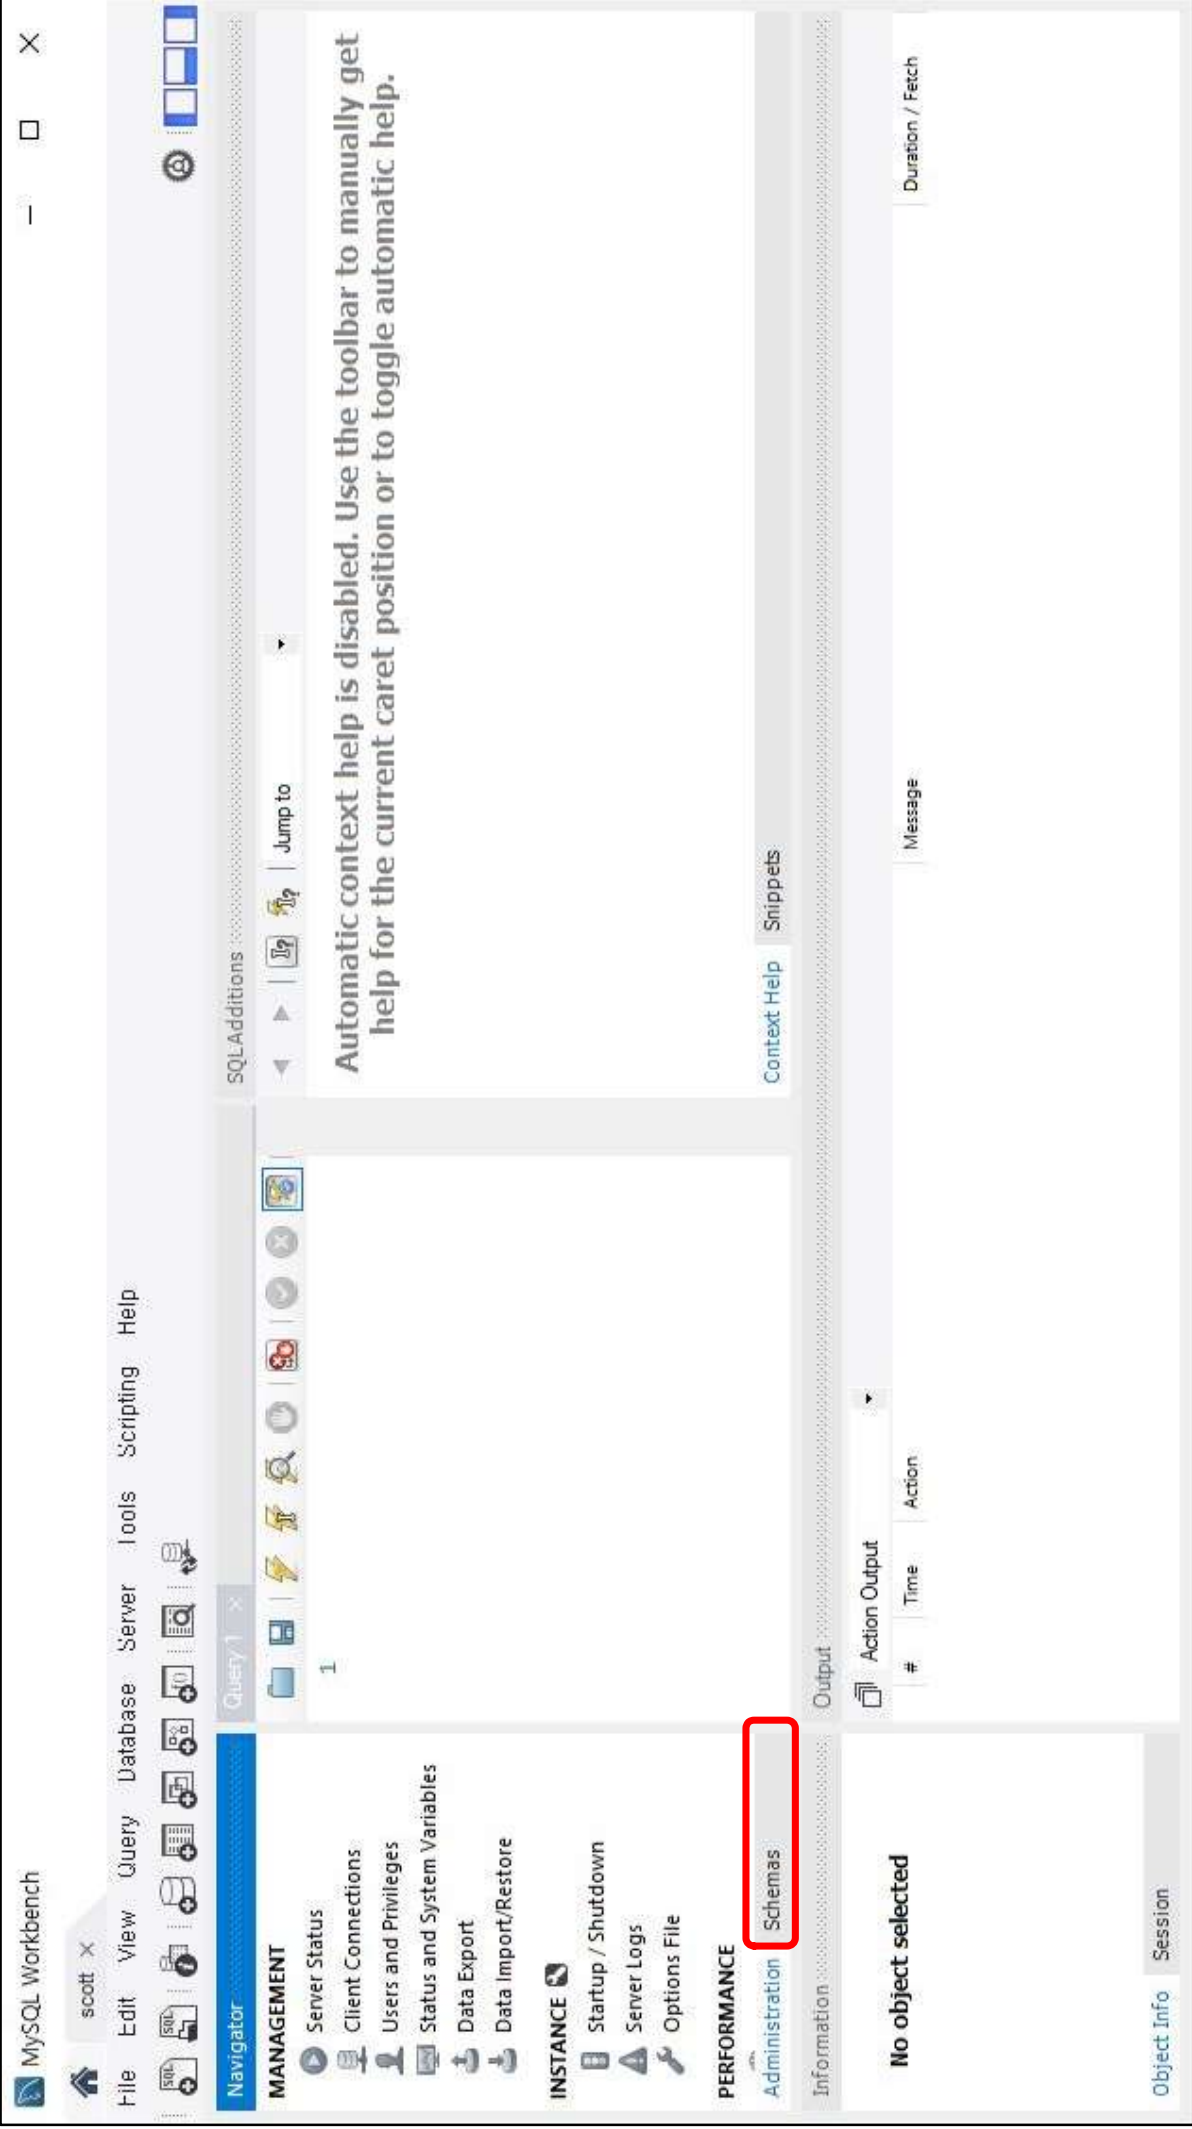 MySQL Workbench
scott
File Edit View Query Database Server Tools Scripting Help
Navigator
Query 1
SQLAdditions
MANAGEMENT
Server Status
Client Connections
Users and Privileges
Status and System Variables
Data Export
Data Import/Restore
INSTANCE
Startup / Shutdown
Server Logs
Options File
PERFORMANCE
Administration Schemas
1
Jump to
Automatic context help is disabled. Use the toolbar to manually get
help for the current caret position or to toggle automatic help.
Context Help Snippets
Information
No object selected
Object Info Session
Output
Action Output
# Time Action Message Duration / Fetch